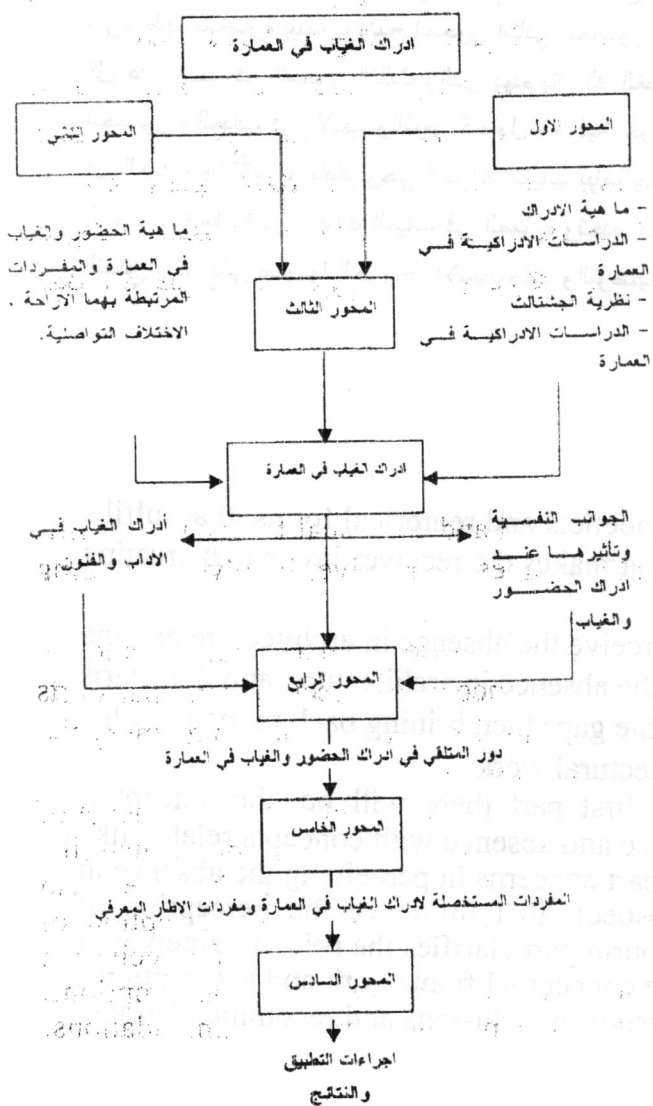 ادراك الغياب في العمارة
المحور الاول
المحور الثاني
- ما هية الادراك
- الدراسات الادراكية في
العمارة
- نظرية الجشتالت
- الدراسات الادراكية في
العمارة
ما هية الحضور والغياب
في العمارة والمفردات
المرتبطة بهما الازاحة .
الاختلاف التواصلية.
المحور الثالث
ادراك الغياب في العمارة
الجوانب النفسية
وتأثيرها عند
ادراك الحضور
والغياب
أدراك الغياب في
الاداب والفنون
المحور الرابع
دور المتلقي في ادراك الحضور والغياب في العمارة
المحور الخامس
المفردات المستخلصة لادراك الغياب في العمارة ومفردات الاطار المعرفي
المحور السادس
اجراءات التطبيق
والنتائج